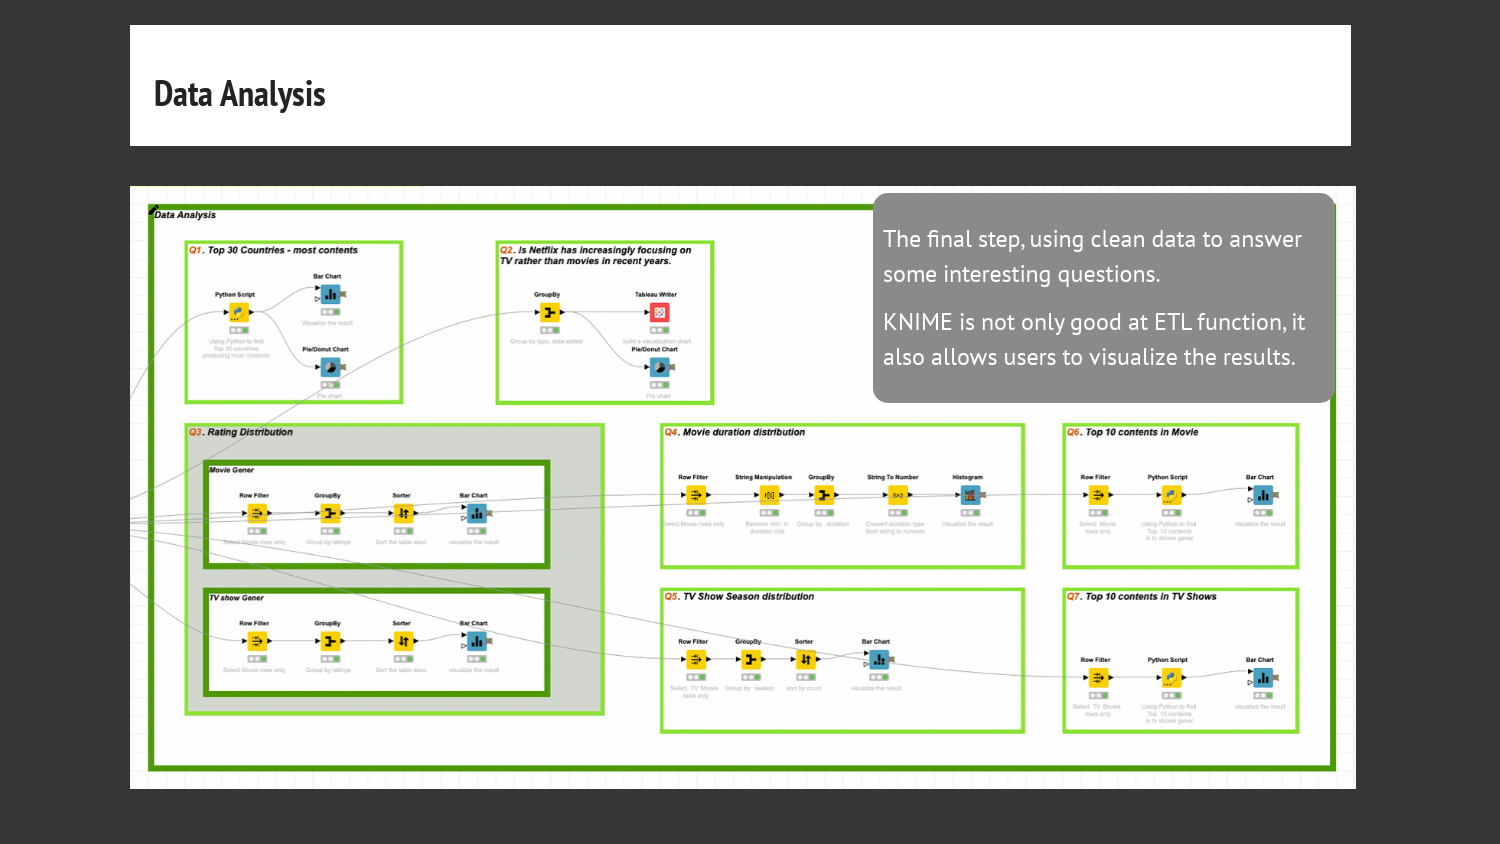 Data Analysis
Data Analysis
Q1. Top 30 Countries - most contents
Bar Chart
Python Script
Visualize the result
Using Python to find
Top 30 countries
producing most contents
Pie/Donut Chart
Pie chart
Q2. Is Netflix has increasingly focusing on
TV rather than movies in recent years.
GroupBy
Tableau Writer
Group by type, data added
build a visualization chart
Pie/Donut Chart
Pie chart
The final step, using clean data to answer
some interesting questions.
KNIME is not only good at ETL function, it
also allows users to visualize the results.
Q3. Rating Distribution
Movie Gener
Row Filter
GroupBy
Sorter
Bar Chart
Select Movie rows only
Group by ratings
Sort the table desc
visualize the result
TV show Gener
Row Filter
GroupBy
Sorter
Bar Chart
Select Movie rows only
Group by ratings
Sort the table desc
visualize the result
Q4. Movie duration distribution
Row Filter
String Manipulation
GroupBy
String To Number
Histogram
Select Movie rows only
Remove 'min' in
duration cols
Group by duration
Convert duration type
from string to numeric
Visualize the result
Q5. TV Show Season distribution
Row Filter
GroupBy
Sorter
Bar Chart
Select TV Shows
rows only
Group by season
sort by count
visualize the result
Q6. Top 10 contents in Movie
Row Filter
Python Script
Bar Chart
Select Movie
rows only
Using Python to find
Top 10 contents
in tv shows gener
visualize the result
Q7. Top 10 contents in TV Shows
Row Filter
Python Script
Bar Chart
Select TV Shows
rows only
Using Python to find
Top 10 contents
in tv shows gener
visualize the result